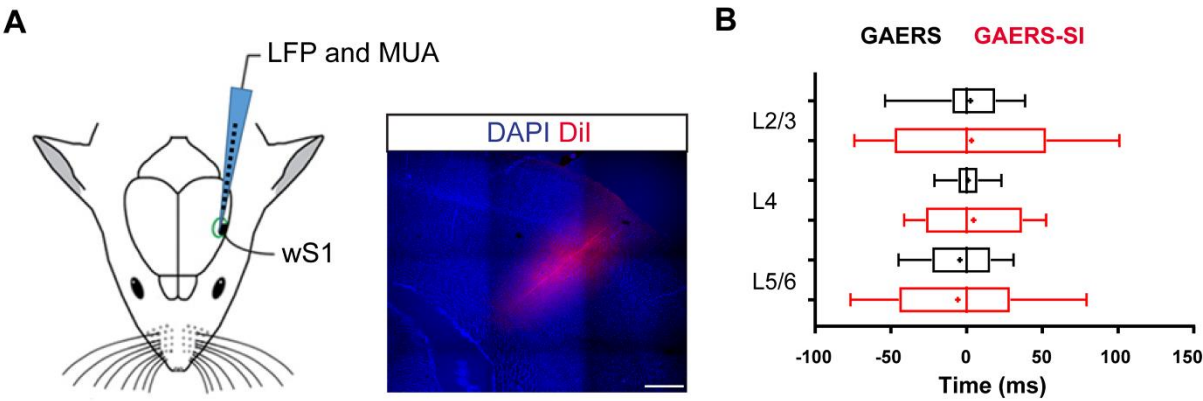 A
LFP and MUA
wS1
DAPI DiI
B
GAERS GAERS-SI
L2/3
L4
L5/6
-100 -50 0 50 100 150
Time (ms)